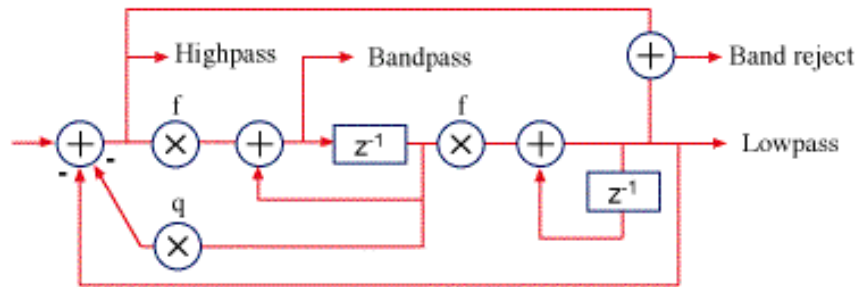 Highpass
Bandpass
Band reject
f
f
+
+
×
+
z-1
×
+
Lowpass
-
-
z-1
q
×